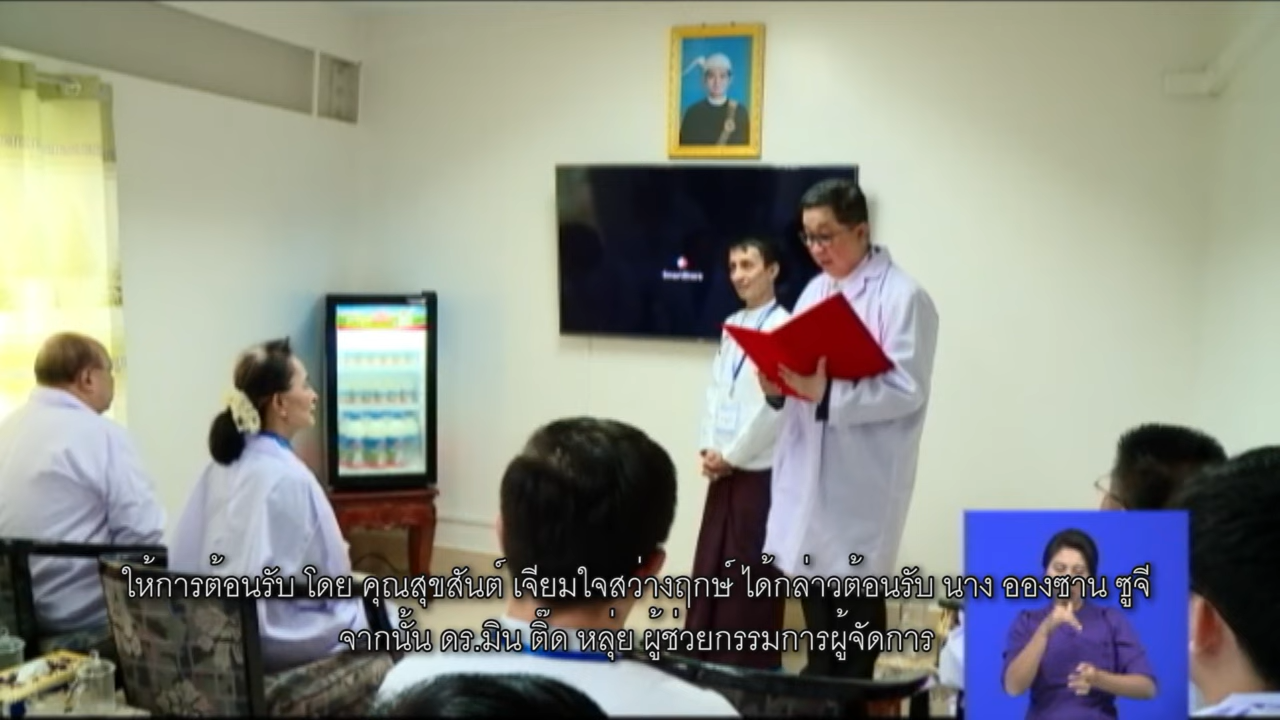 ให้การต้อนรับ โดย คุณสุขสันต์ เจียมใจสว่างฤกษ์ ได้กล่าวต้อนรับ นาง อองซาน ซูจี
จากนั้น ดร.มิน ติ๊ด หลุ่ย ผู้ช่วยกรรมการผู้จัดการ